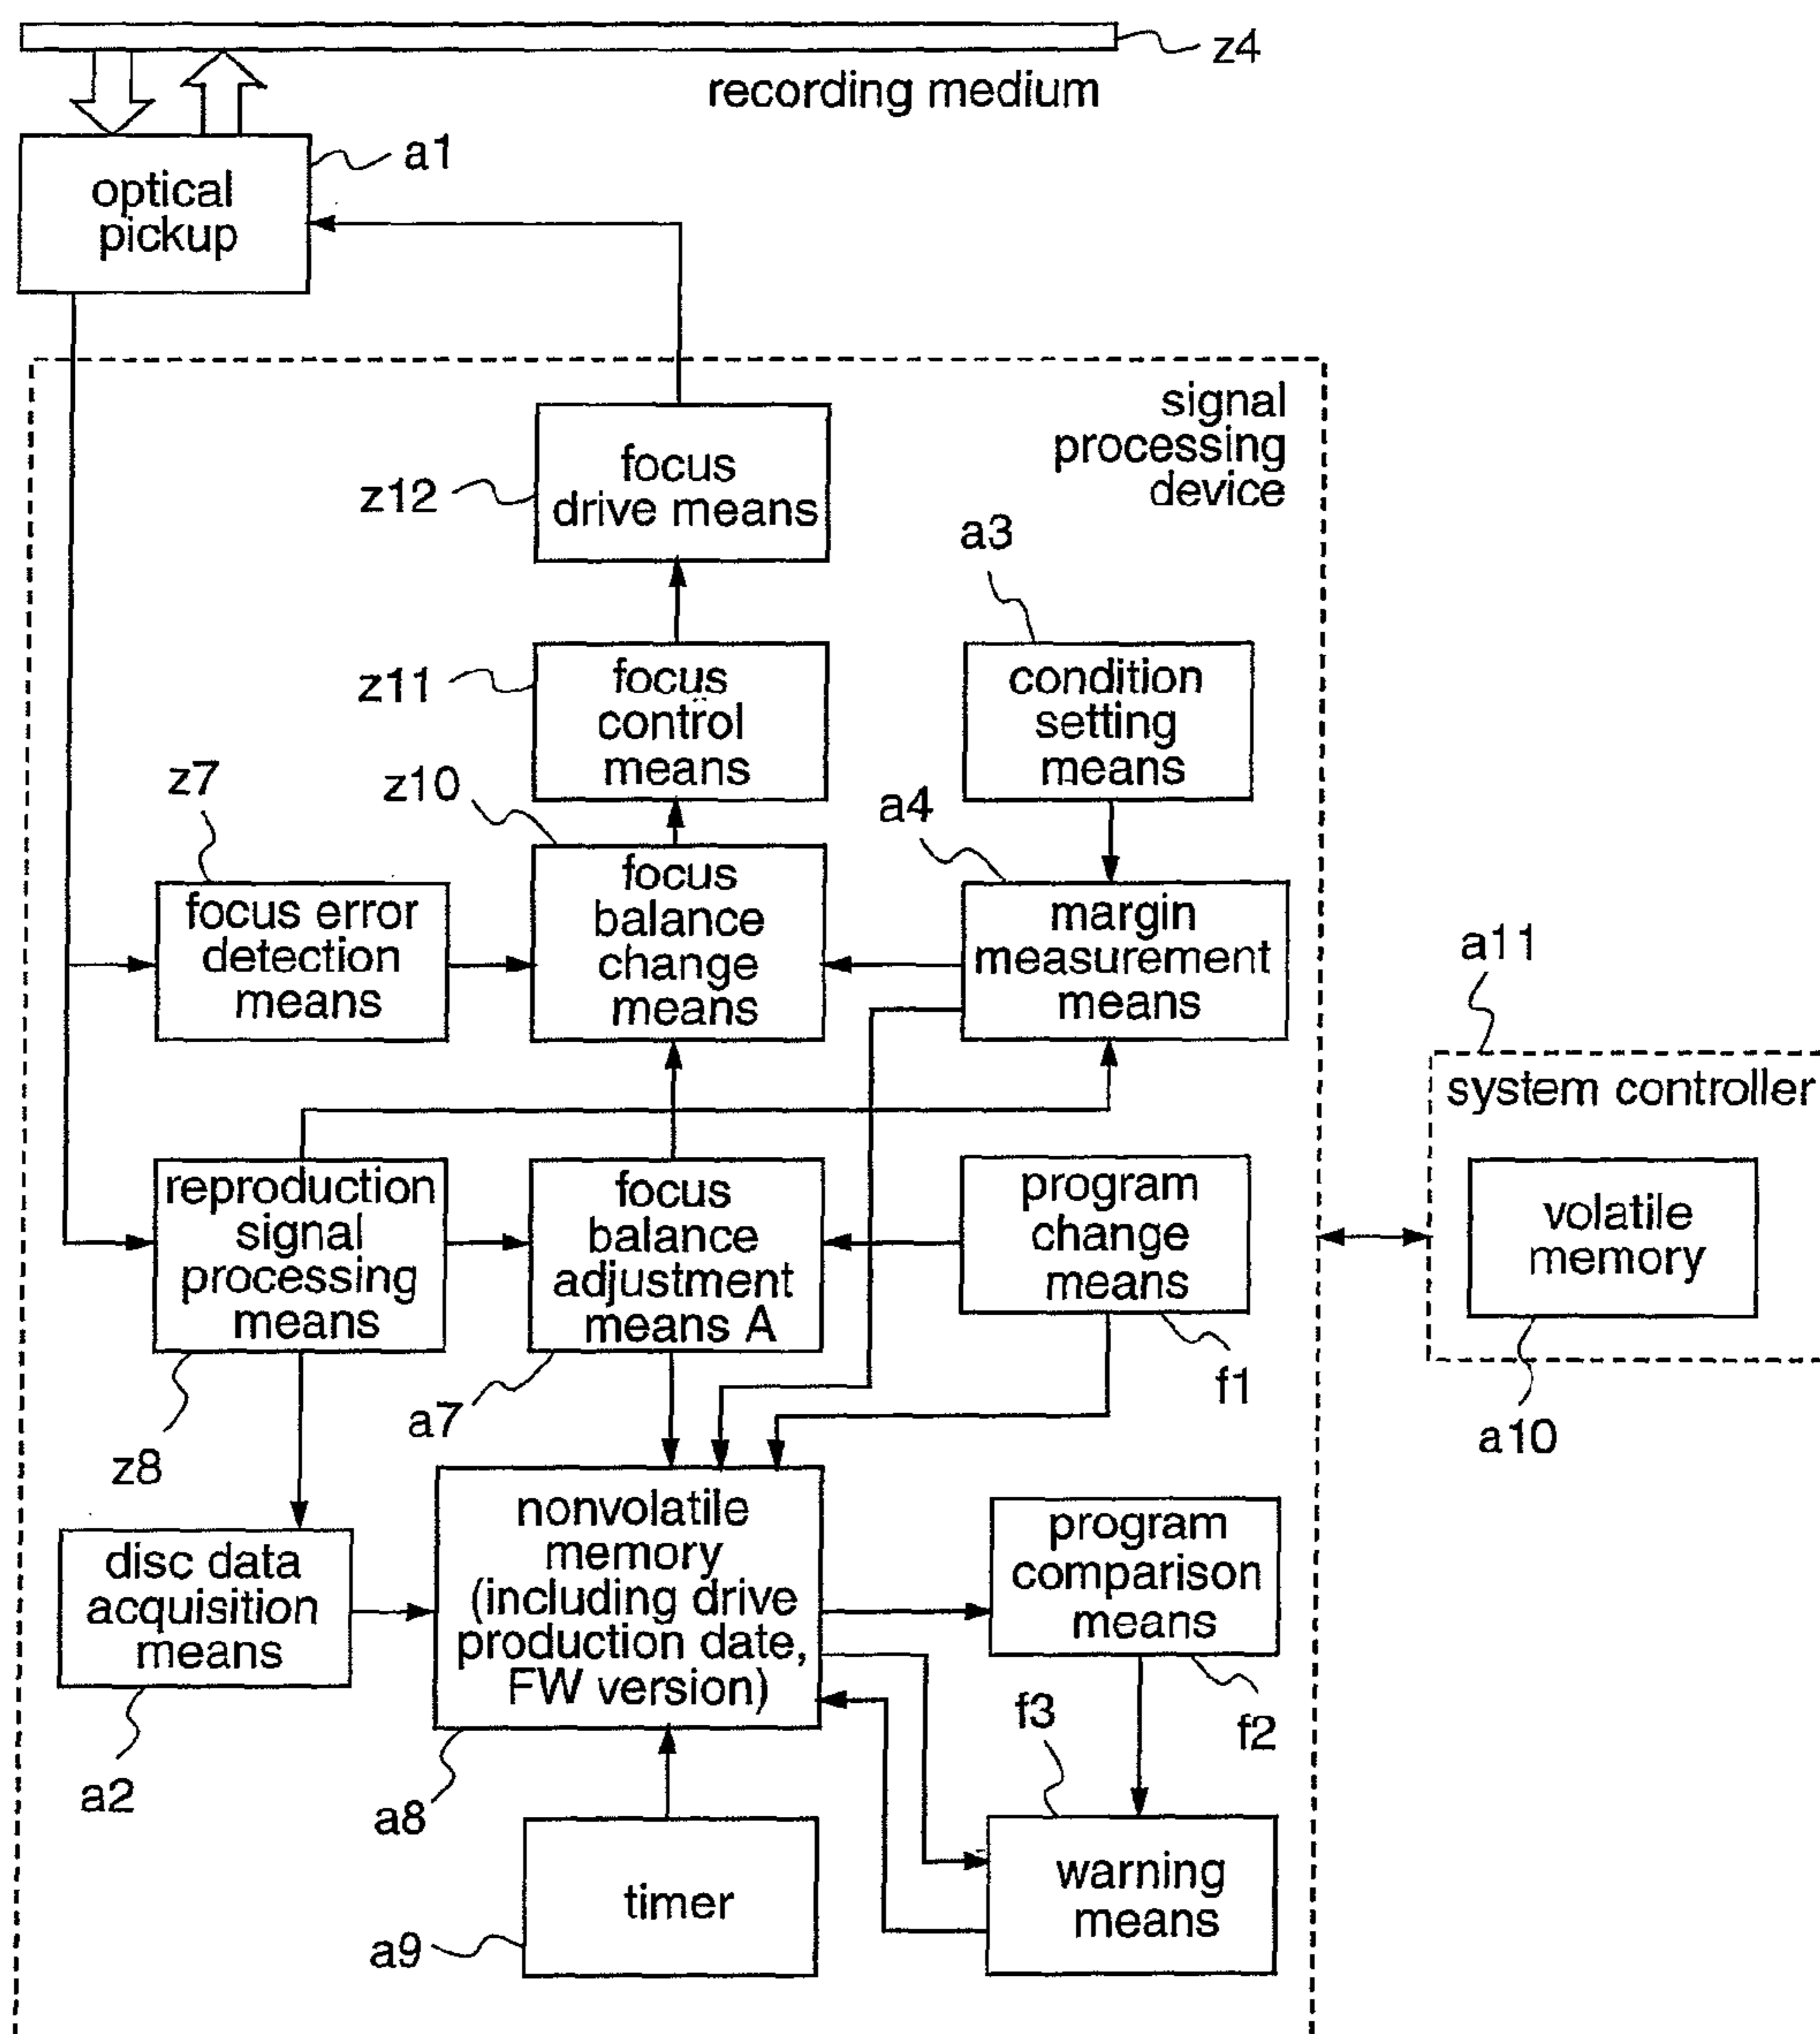 z4
recording medium
a1
optical
pickup
signal
processing
device
focus
drive means
z12
a3
focus
control
means
z11
condition
setting
means
z7
z10
a4
focus error
detection
means
focus
balance
change
means
margin
measurement
means
a11
system controller
volatile
memory
a10
reproduction
signal
processing
means
focus
balance
adjustment
means A
program
change
means
z8
a7
f1
disc data
acquisition
means
nonvolatile
memory
(including drive
production date,
FW version)
program
comparison
means
a2
a8
f3
f2
timer
warning
means
a9